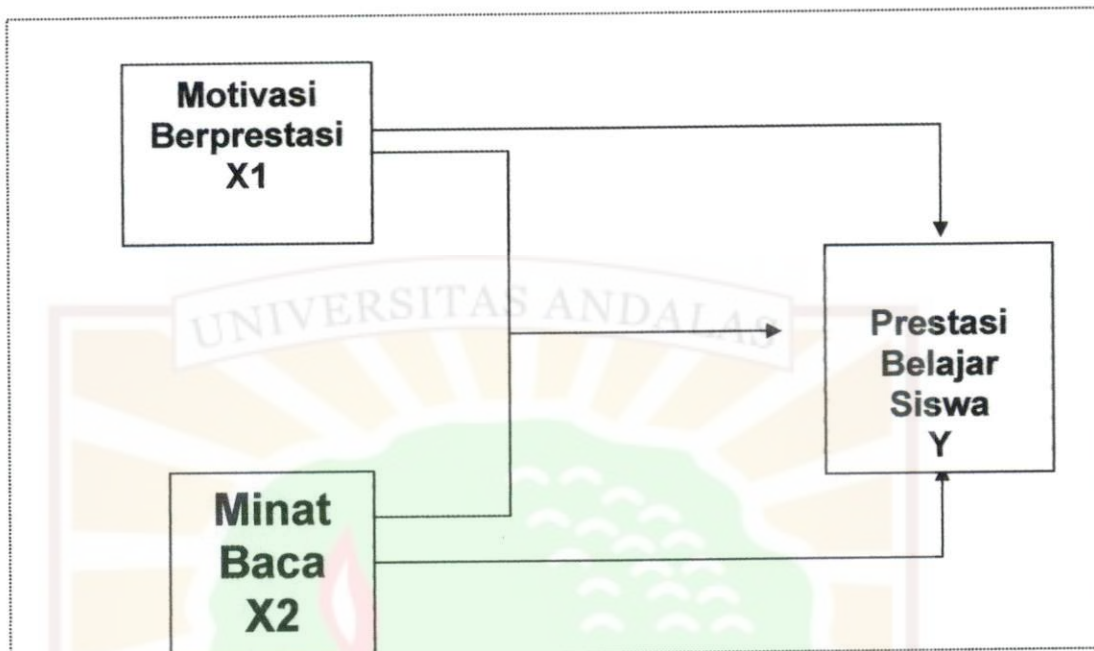 Motivasi
Berprestasi
X1
UNIVERSITAS ANDALAS
Prestasi
Belajar
Siswa
Y
Minat
Baca
X2